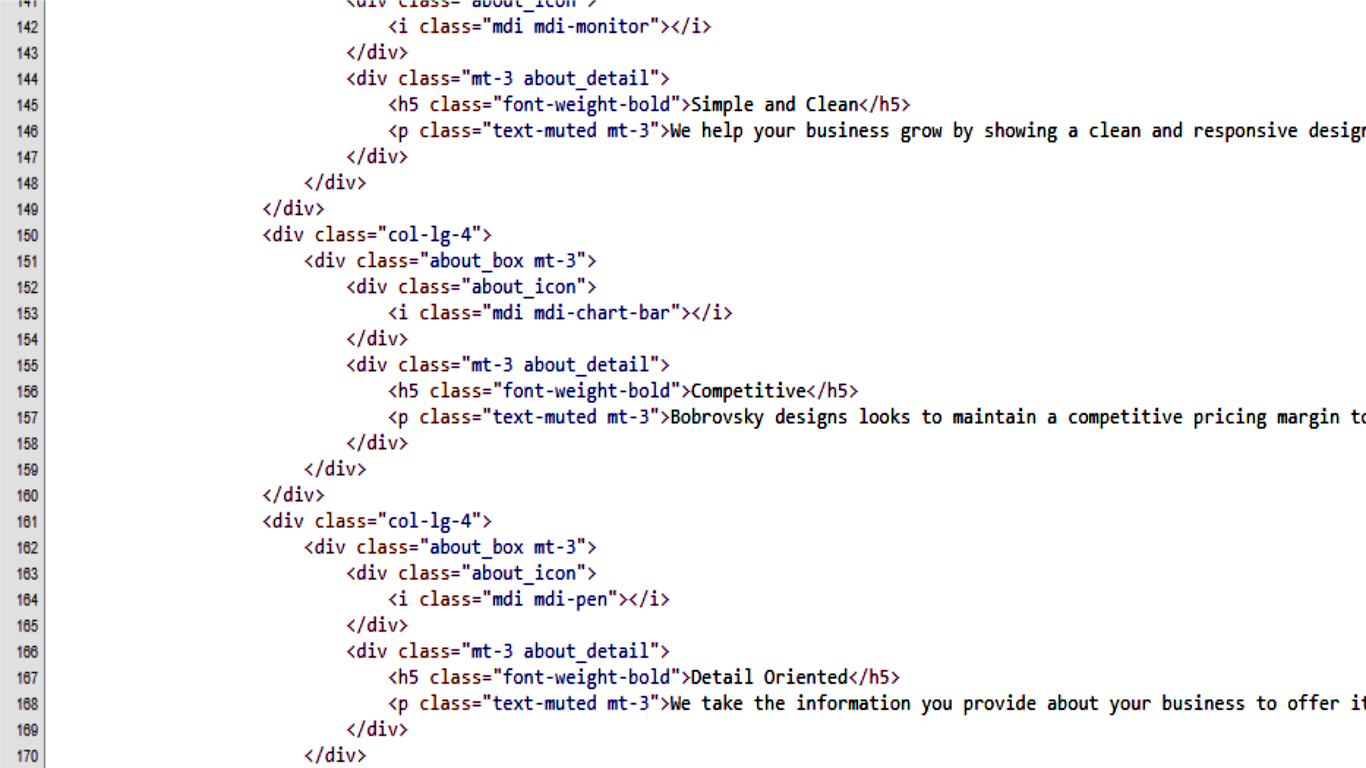 141 <div class="about_icon">
142 <i class="mdi mdi-monitor"></i>
143 </div>
144 <div class="mt-3 about_detail">
145 <h5 class="font-weight-bold">Simple and Clean</h5>
146 <p class="text-muted mt-3">We help your business grow by showing a clean and responsive design
147 </div>
148 </div>
149 </div>
150 <div class="col-lg-4">
151 <div class="about_box mt-3">
152 <div class="about_icon">
153 <i class="mdi mdi-chart-bar"></i>
154 </div>
155 <div class="mt-3 about_detail">
156 <h5 class="font-weight-bold">Competitive</h5>
157 <p class="text-muted mt-3">Bobrovsky designs looks to maintain a competitive pricing margin to
158 </div>
159 </div>
160 </div>
161 <div class="col-lg-4">
162 <div class="about_box mt-3">
163 <div class="about_icon">
164 <i class="mdi mdi-pen"></i>
165 </div>
166 <div class="mt-3 about_detail">
167 <h5 class="font-weight-bold">Detail Oriented</h5>
168 <p class="text-muted mt-3">We take the information you provide about your business to offer it
169 </div>
170 </div>